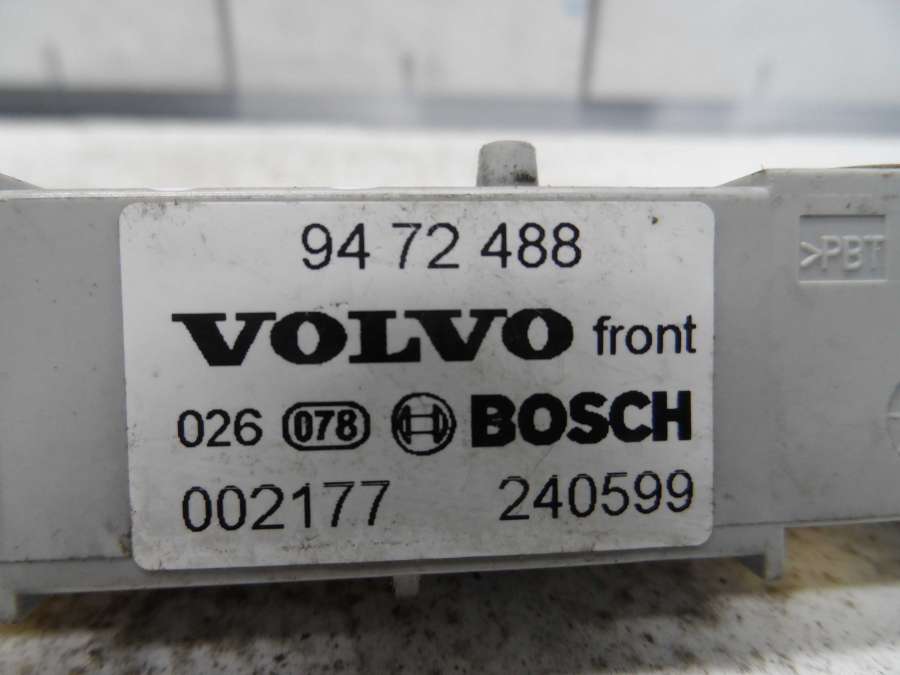 94 72 488
VOLVO front
026 078 BOSCH
002177 240599
>PBT